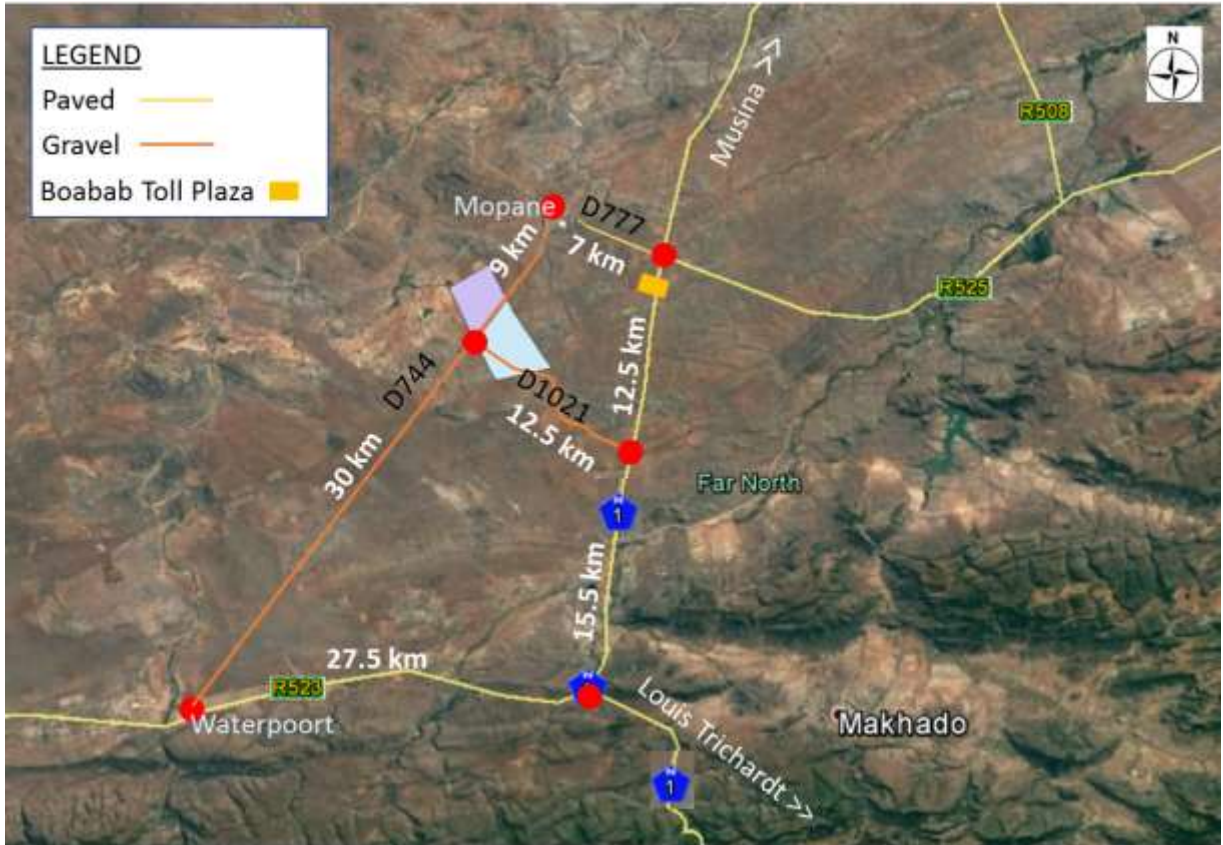 LEGEND
Paved
Gravel
Boabab Toll Plaza
N
Musina >>
R508
Mopane
D777
9 km
7 km
R525
D744
D1021
12.5 km
12.5 km
30 km
Far North
N
1
15.5 km
27.5 km
R523
N
Waterpoort
Louis Trichardt >>
Makhado
N
1